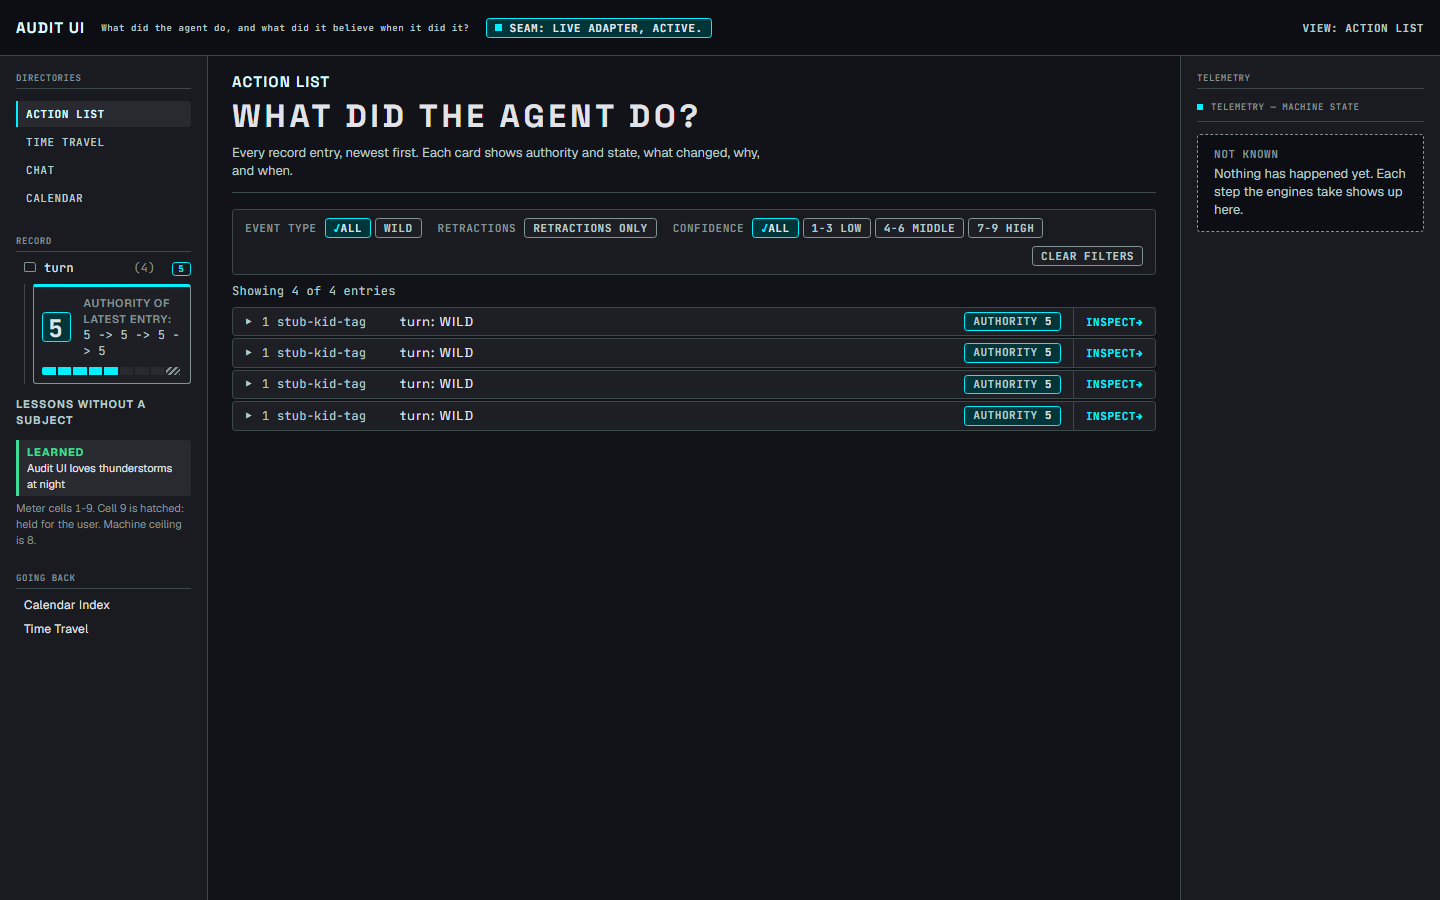 AUDIT UI
What did the agent do, and what did it believe when it did it?
SEAM: LIVE ADAPTER, ACTIVE.
VIEW: ACTION LIST
DIRECTORIES
ACTION LIST
TIME TRAVEL
CHAT
CALENDAR
RECORD
turn (4) 5
5
AUTHORITY OF
LATEST ENTRY:
5 -> 5 -> 5 -
> 5
LESSONS WITHOUT A
SUBJECT
LEARNED
Audit UI loves thunderstorms
at night
Meter cells 1-9. Cell 9 is hatched:
held for the user. Machine ceiling
is 8.
GOING BACK
Calendar Index
Time Travel
ACTION LIST
WHAT DID THE AGENT DO?
Every record entry, newest first. Each card shows authority and state, what changed, why,
and when.
EVENT TYPE ✓ALL WILD RETRACTIONS RETRACTIONS ONLY CONFIDENCE ✓ALL 1-3 LOW 4-6 MIDDLE 7-9 HIGH
CLEAR FILTERS
Showing 4 of 4 entries
▶ 1 stub-kid-tag turn: WILD AUTHORITY 5 INSPECT→
▶ 1 stub-kid-tag turn: WILD AUTHORITY 5 INSPECT→
▶ 1 stub-kid-tag turn: WILD AUTHORITY 5 INSPECT→
▶ 1 stub-kid-tag turn: WILD AUTHORITY 5 INSPECT→
TELEMETRY
TELEMETRY — MACHINE STATE
NOT KNOWN
Nothing has happened yet. Each
step the engines take shows up
here.